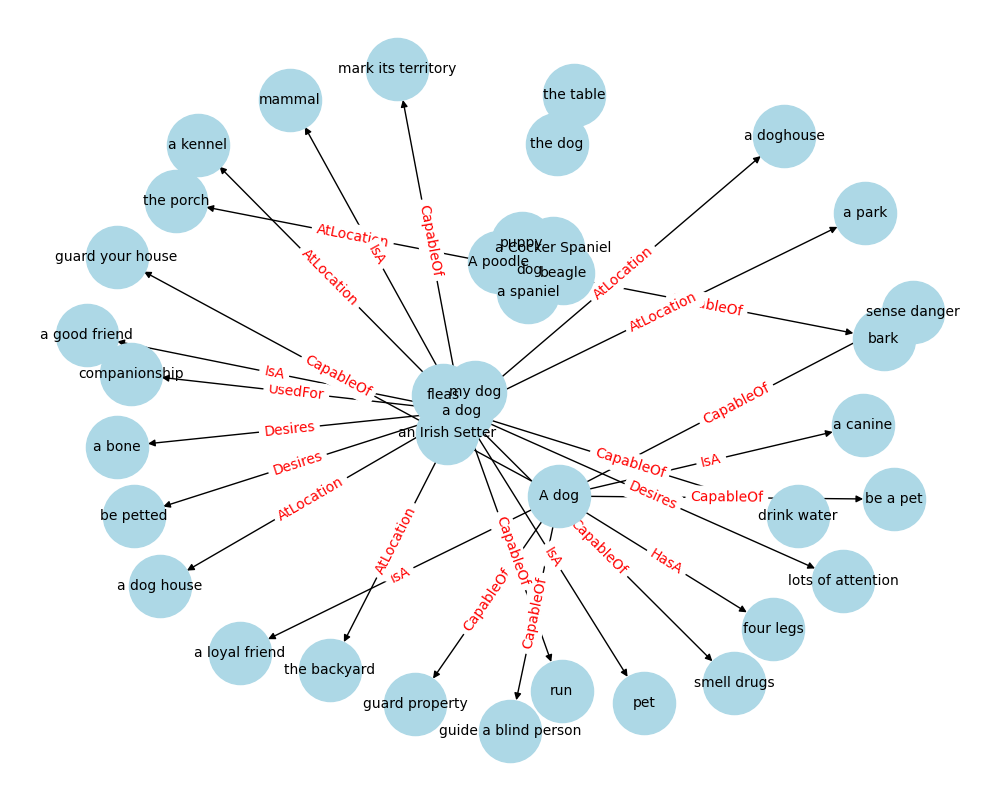 mark its territory
the table
mammal
a doghouse
a kennel
the dog
the porch
a park
AtLocation
CapableOf
puppy
a Cocker Spaniel
IsA
guard your house
A poodle
dog
beagle
AtLocation
AtLocation
a spaniel
AtLocation
ableOf
sense danger
a good friend
bark
IsA
companionship
CapableOf
UsedFor
fleas
my dog
CapableOf
a dog
a canine
Desires
an Irish Setter
a bone
Desires
CapableOf
IsA
AtLocation
Desires
A dog
CapableOf
be a pet
be petted
drink water
AtLocation
CapableOf
CapableOf
IsA
HasA
a dog house
IsA
lots of attention
CapableOf
CapableOf
four legs
a loyal friend
the backyard
smell drugs
guard property
run
pet
guide a blind person